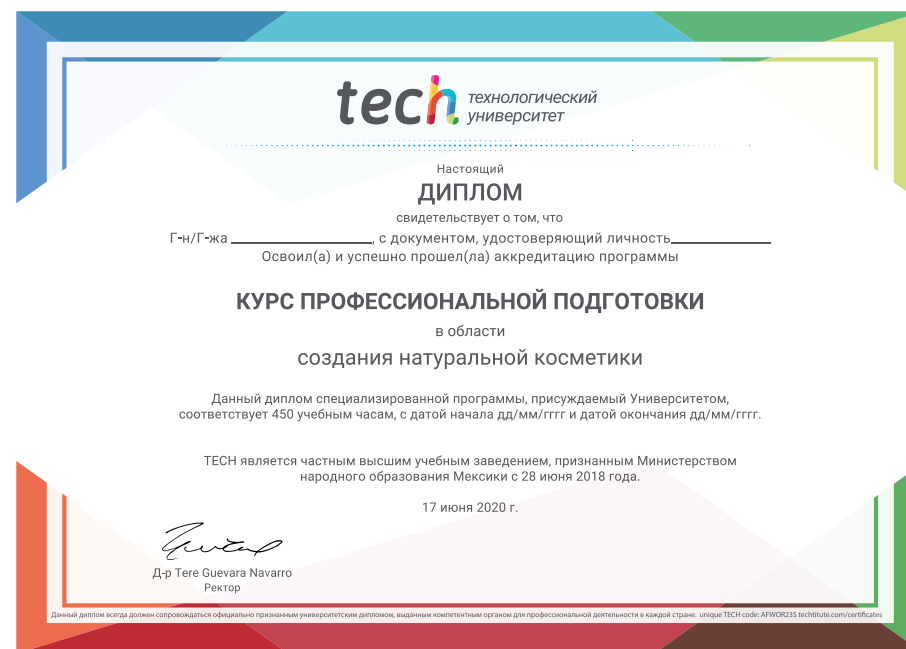 tech технологический
университет
Настоящий
ДИПЛОМ
свидетельствует о том, что
Г-н/Г-жа ____________________, с документом, удостоверяющий личность______________
Освоил(а) и успешно прошел(ла) аккредитацию программы
КУРС ПРОФЕССИОНАЛЬНОЙ ПОДГОТОВКИ
в области
создания натуральной косметики
Данный диплом специализированной программы, присуждаемый Университетом,
соответствует 450 учебным часам, с датой начала дд/мм/гггг и датой окончания дд/мм/гггг.
TECH является частным высшим учебным заведением, признанным Министерством
народного образования Мексики с 28 июня 2018 года.
17 июня 2020 г.
Д-р Tere Guevara Navarro
Ректор
Данный диплом всегда должен сопровождаться официально признанным университетским дипломом, выданным компетентным органом для профессиональной деятельности в каждой стране. unique TECH code: AFWOR235 techtitute.com/certificates